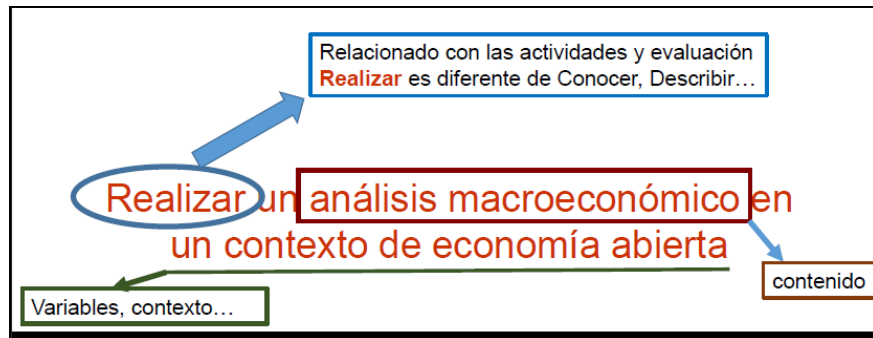 Relacionado con las actividades y evaluación
Realizar es diferente de Conocer, Describir…
Realizar un análisis macroeconómico en
un contexto de economía abierta
contenido
Variables, contexto…